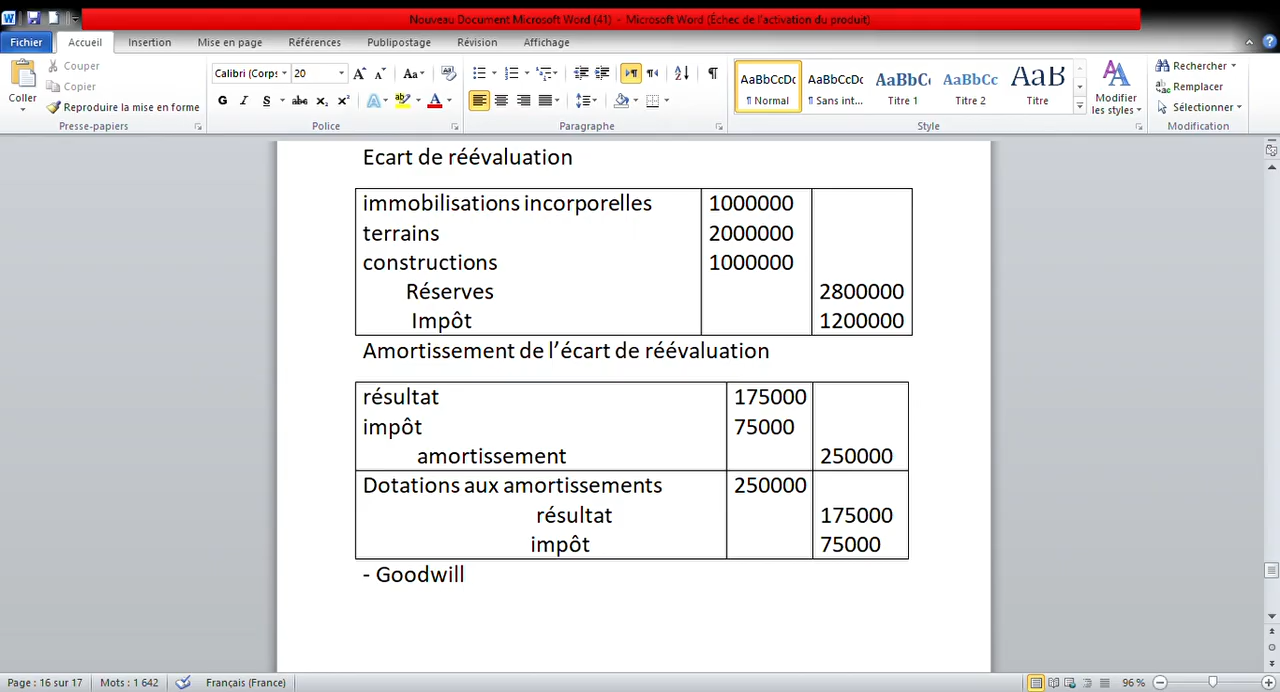 Nouveau Document Microsoft Word (41) - Microsoft Word (Échec de l'activation du produit)
Fichier Accueil Insertion Mise en page Références Publipostage Révision Affichage
Couper
Copier
Coller
Reproduire la mise en forme
Presse-papiers
Calibri (Corps 20
Police
Paragraphe
AaBbCcDc AaBbCcDc AaBbC AaBbCc AaB
Normal Sans int... Titre 1 Titre 2 Titre
Modifier les styles
Style
Rechercher
Remplacer
Sélectionner
Modification
Ecart de réévaluation
immobilisations incorporelles 1000000
terrains 2000000
constructions 1000000
Réserves 2800000
Impôt 1200000
Amortissement de l'écart de réévaluation
résultat 175000
impôt 75000
amortissement 250000
Dotations aux amortissements 250000
résultat 175000
impôt 75000
- Goodwill
Page : 16 sur 17 Mots : 1 642 Français (France) 96 %